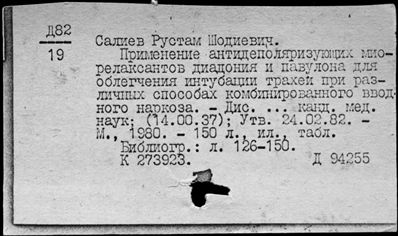 Д82
19
Салиев Рустам Шодиевич.
Применение антидеполяризующих мио-
релаксантов диадония и павулона для
облегчения интубации трахеи при раз-
личных способах комбинированного ввод-
ного наркоза. - Дис. ... канд. мед.
наук; (14.00.37); Утв. 24.02.82. -
М., 1980. - 150 л., ил., табл.
Библиогр.: л. 126-150.
К 273923. Д 94255